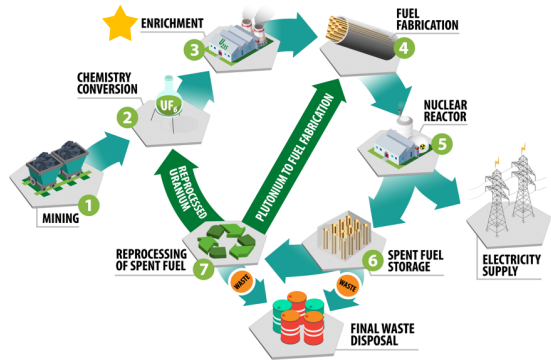 ENRICHMENT
3
U235
FUEL
FABRICATION
4
CHEMISTRY
CONVERSION
2
UF6
NUCLEAR
REACTOR
5
MINING
1
REPROCESSED
URANIUM
PLUTONIUM TO FUEL FABRICATION
REPROCESSING
OF SPENT FUEL
7
6
SPENT FUEL
STORAGE
ELECTRICITY
SUPPLY
WASTE
WASTE
FINAL WASTE
DISPOSAL